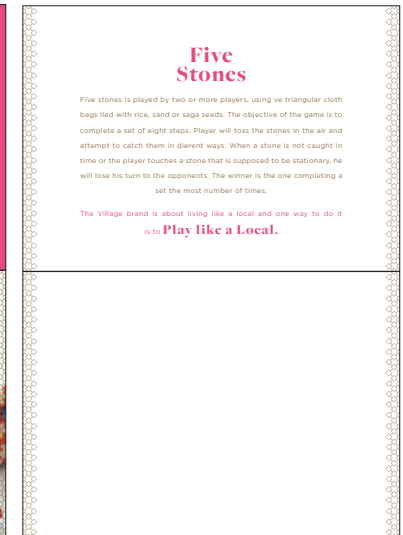 Five
Stones
Five stones is played by two or more players, using ve triangular cloth
bags lled with rice, sand or saga seeds. The objective of the game is to
complete a set of eight steps. Player will toss the stones in the air and
attempt to catch them in dierent ways. When a stone is not caught in
time or the player touches a stone that is supposed to be stationary, he
will lose his turn to the opponents. The winner is the one completing a
set the most number of times.
The Village brand is about living like a local and one way to do it
is to Play like a Local.